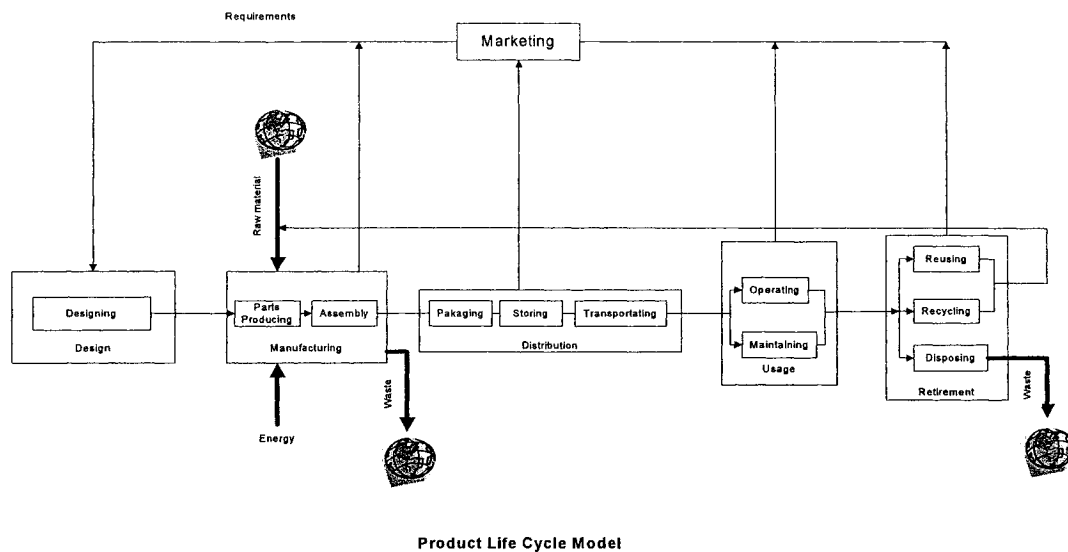 Requirements
Marketing
Raw material
Designing
Design
Parts
Producing
Assembly
Manufacturing
Pakaging
Storing
Transportating
Distribution
Operating
Maintaining
Usage
Reusing
Recycling
Disposing
Retirement
Energy
Waste
Waste
Product Life Cycle Model